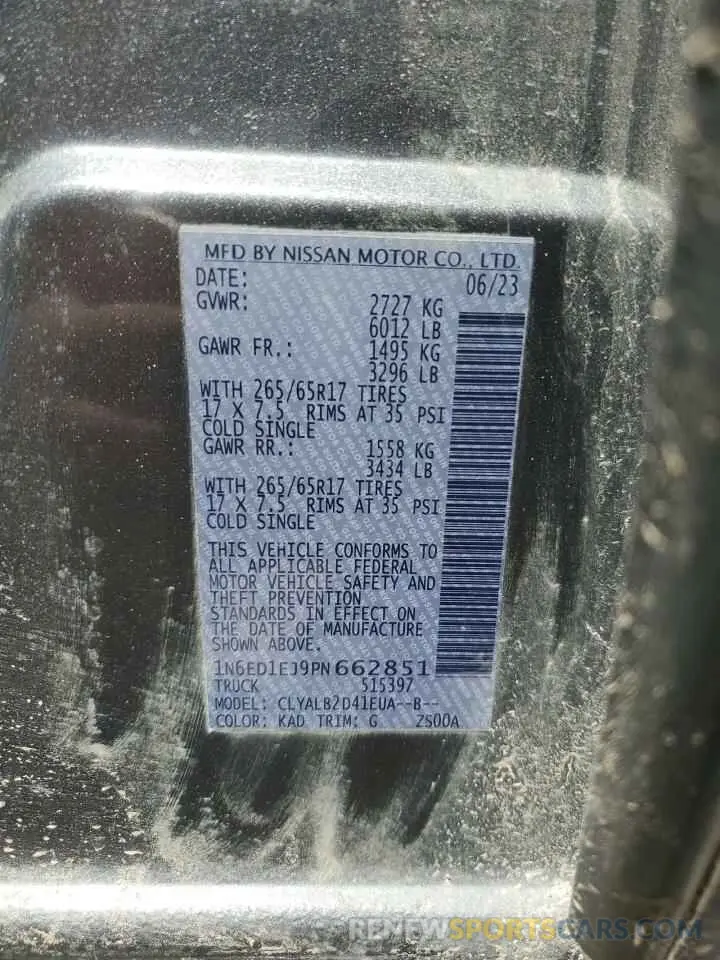 MFD BY NISSAN MOTOR CO., LTD.
DATE: 06/23
GVWR: 2727 KG
6012 LB
GAWR FR.: 1495 KG
3296 LB
WITH 265/65R17 TIRES
17 X 7.5 RIMS AT 35 PSI
COLD SINGLE
GAWR RR.: 1558 KG
3434 LB
WITH 265/65R17 TIRES
17 X 7.5 RIMS AT 35 PSI
COLD SINGLE
THIS VEHICLE CONFORMS TO
ALL APPLICABLE FEDERAL
MOTOR VEHICLE SAFETY AND
THEFT PREVENTION
STANDARDS IN EFFECT ON
THE DATE OF MANUFACTURE
SHOWN ABOVE.
1N6ED1EJ9PN662851
TRUCK 515397
MODEL: CLYALB2D41EUA--B--
COLOR: KAD TRIM: G 2S00A
RENEWSPORTSCARS.COM